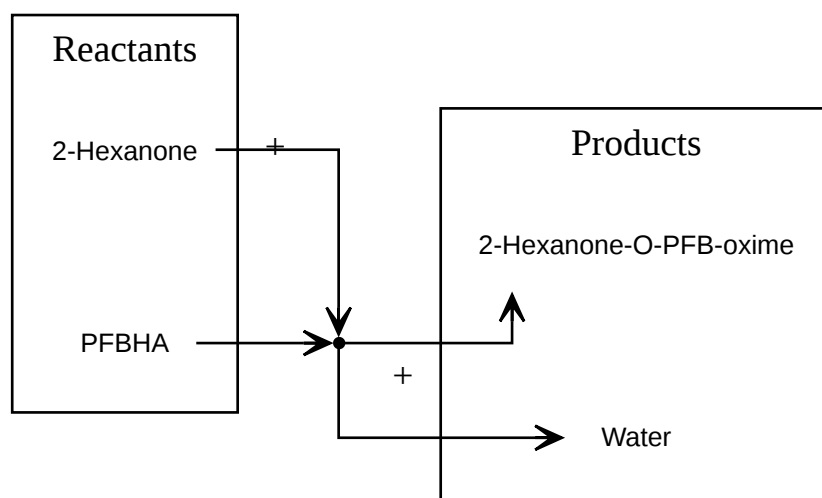 Reactants
2-Hexanone
+
PFBHA
+
Products
2-Hexanone-O-PFB-oxime
Water